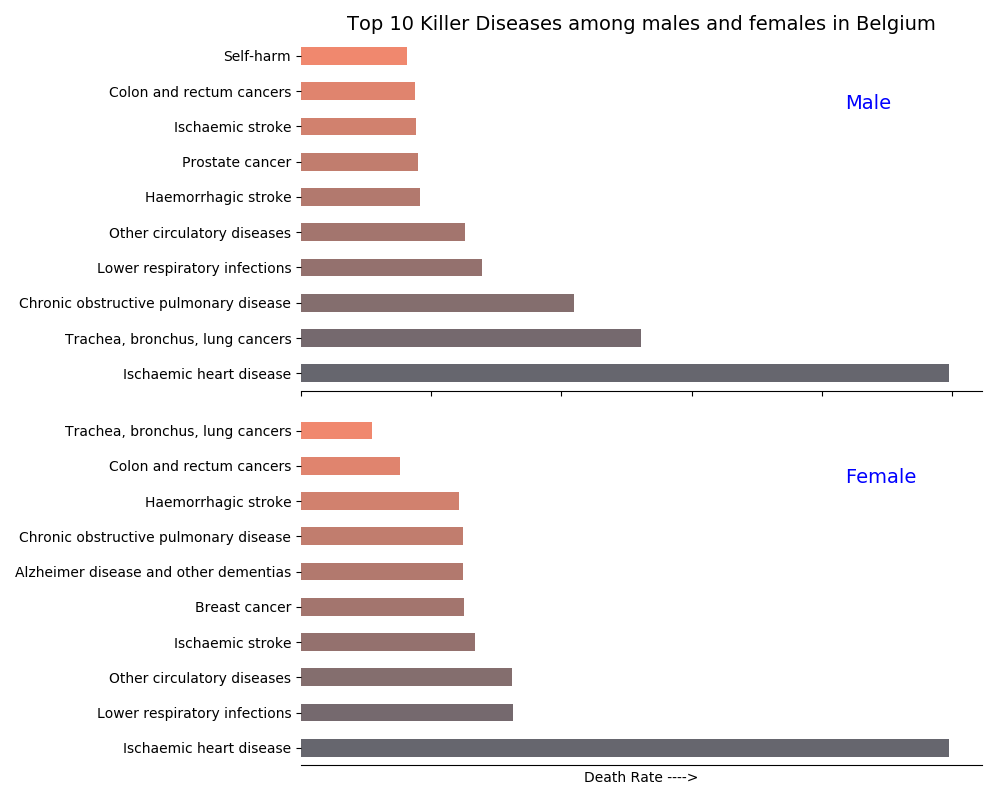 Top 10 Killer Diseases among males and females in Belgium
Self-harm
Colon and rectum cancers
Male
Ischaemic stroke
Prostate cancer
Haemorrhagic stroke
Other circulatory diseases
Lower respiratory infections
Chronic obstructive pulmonary disease
Trachea, bronchus, lung cancers
Ischaemic heart disease
Trachea, bronchus, lung cancers
Colon and rectum cancers
Female
Haemorrhagic stroke
Chronic obstructive pulmonary disease
Alzheimer disease and other dementias
Breast cancer
Ischaemic stroke
Other circulatory diseases
Lower respiratory infections
Ischaemic heart disease
Death Rate ---->